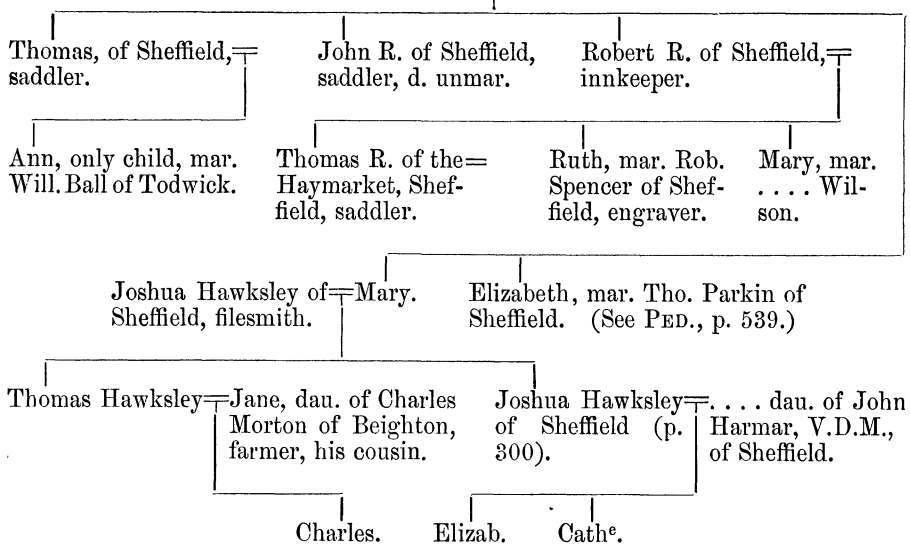 Thomas, of Sheffield,
saddler.
John R. of Sheffield,
saddler, d. unmar.
Robert R. of Sheffield,
innkeeper.
Ann, only child, mar.
Will. Ball of Todwick.
Thomas R. of the=
Haymarket, Shef-
field, saddler.
Ruth, mar. Rob.
Spencer of Shef-
field, engraver.
Mary, mar.
.... Wil-
son.
Joshua Hawksley of=Mary.
Sheffield, filesmith.
Elizabeth, mar. Tho. Parkin of
Sheffield. (See PED., p. 539.)
Thomas Hawksley=Jane, dau. of Charles
Morton of Beighton,
farmer, his cousin.
Joshua Hawksley=.... dau. of John
of Sheffield (p.
300).
Harmar, V.D.M.,
of Sheffield.
Charles.
Elizab.
Cathe.